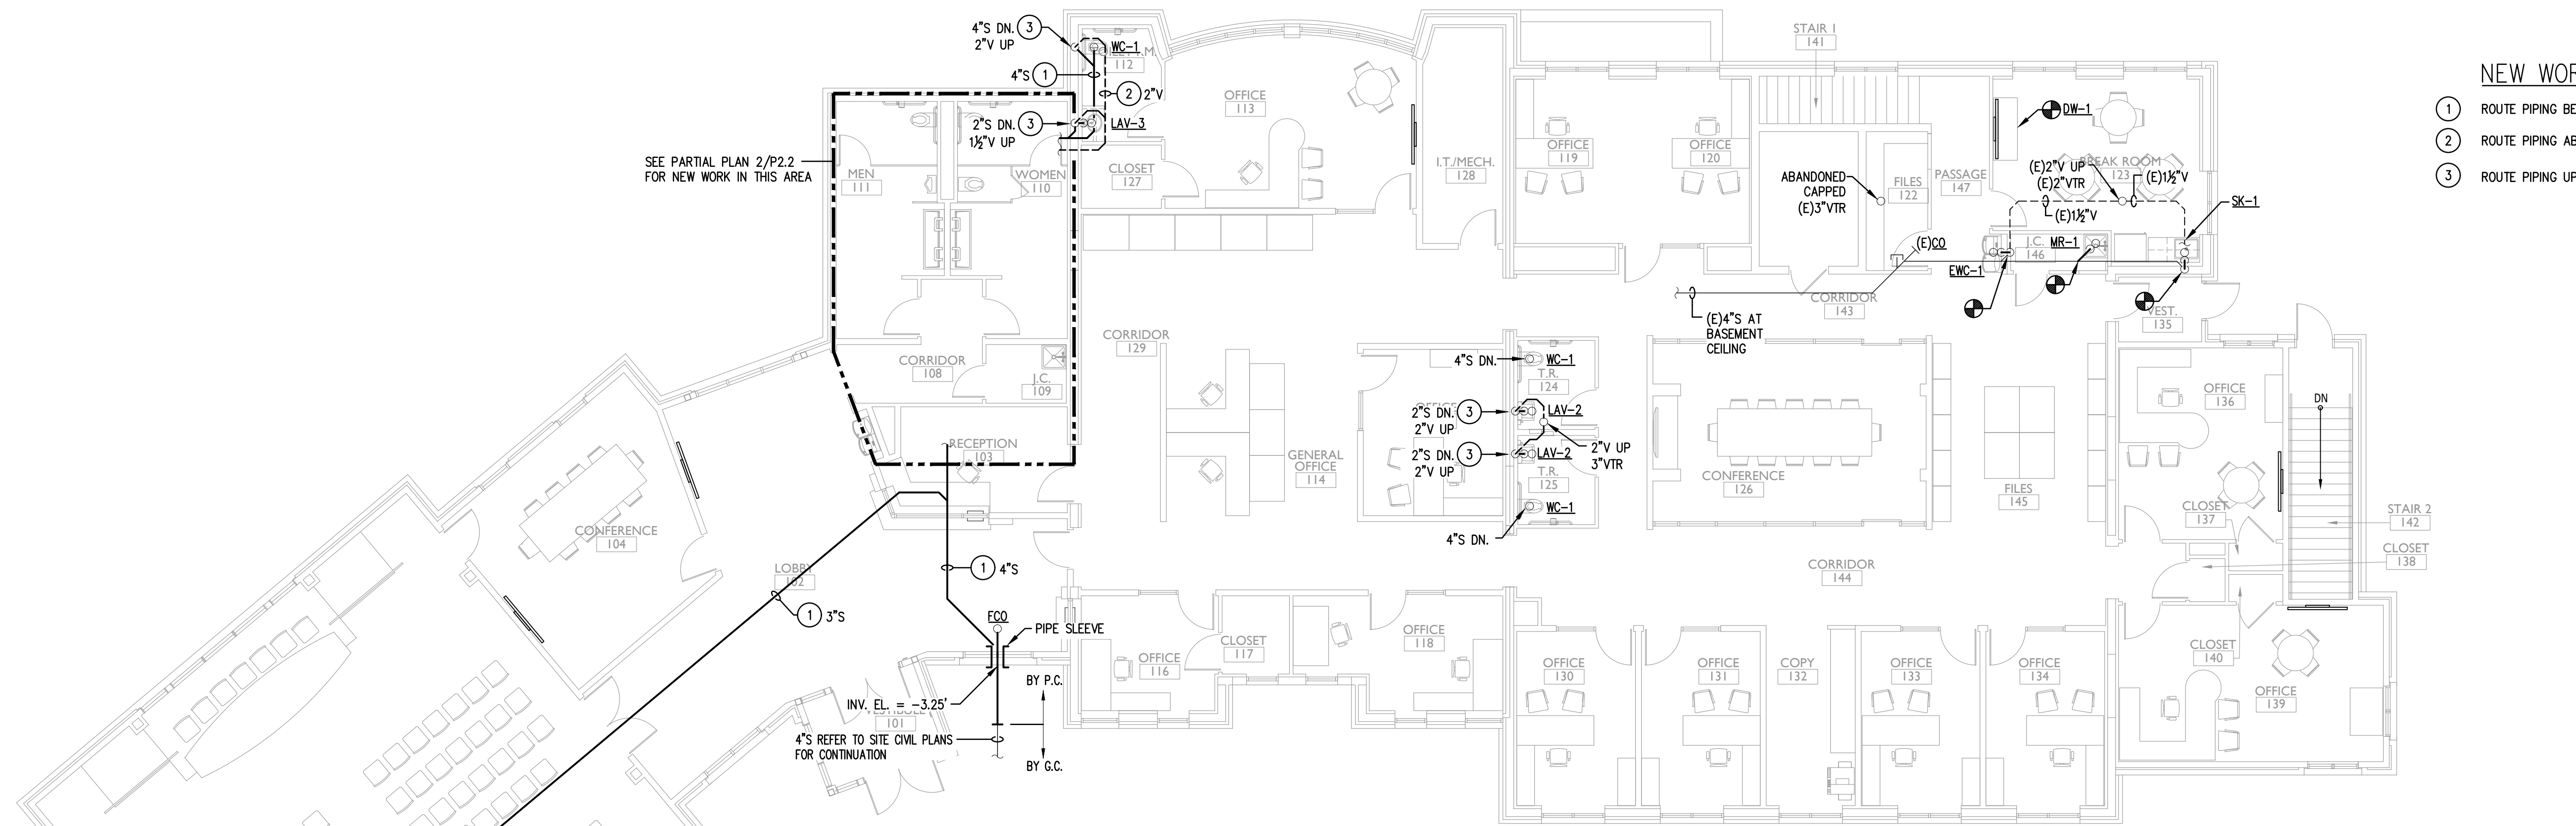 4"S DN. 3
2"V UP
WC-1
112
4"S 1
2 2"V
2"S DN. 3
1½"V UP
LAV-3
SEE PARTIAL PLAN 2/P2.2
FOR NEW WORK IN THIS AREA
MEN
111
WOMEN
110
CLOSET
127
OFFICE
113
I.T./MECH.
128
OFFICE
119
OFFICE
120
STAIR 1
141
ABANDONED
CAPPED
(E)3"VTR
FILES
122
PASSAGE
147
DW-1
BREAK ROOM
123
(E)2"V UP
(E)2"VTR
(E)1½"V
(E)1½"V
SK-1
(E)CO
J.C.
146
MR-1
EWC-1
NEW WOR
1 ROUTE PIPING BE
2 ROUTE PIPING AB
3 ROUTE PIPING UP
CORRIDOR
143
(E)4"S AT
BASEMENT
CEILING
VEST.
135
CORRIDOR
129
CORRIDOR
108
J.C.
109
RECEPTION
103
GENERAL
OFFICE
114
4"S DN.
WC-1
T.R.
124
2"S DN. 3
2"V UP
LAV-2
2"S DN. 3
2"V UP
LAV-2
2"V UP
3"VTR
T.R.
125
WC-1
4"S DN.
CONFERENCE
126
FILES
145
OFFICE
136
DN
CLOSET
137
STAIR 2
142
CLOSET
138
CONFERENCE
104
LOBBY
102
1 4"S
1 3"S
FCO
PIPE SLEEVE
INV. EL. = -3.25'
101
BY P.C.
4"S REFER TO SITE CIVIL PLANS
FOR CONTINUATION
BY G.C.
OFFICE
116
CLOSET
117
OFFICE
118
CORRIDOR
144
OFFICE
130
OFFICE
131
COPY
132
OFFICE
133
OFFICE
134
CLOSET
140
OFFICE
139